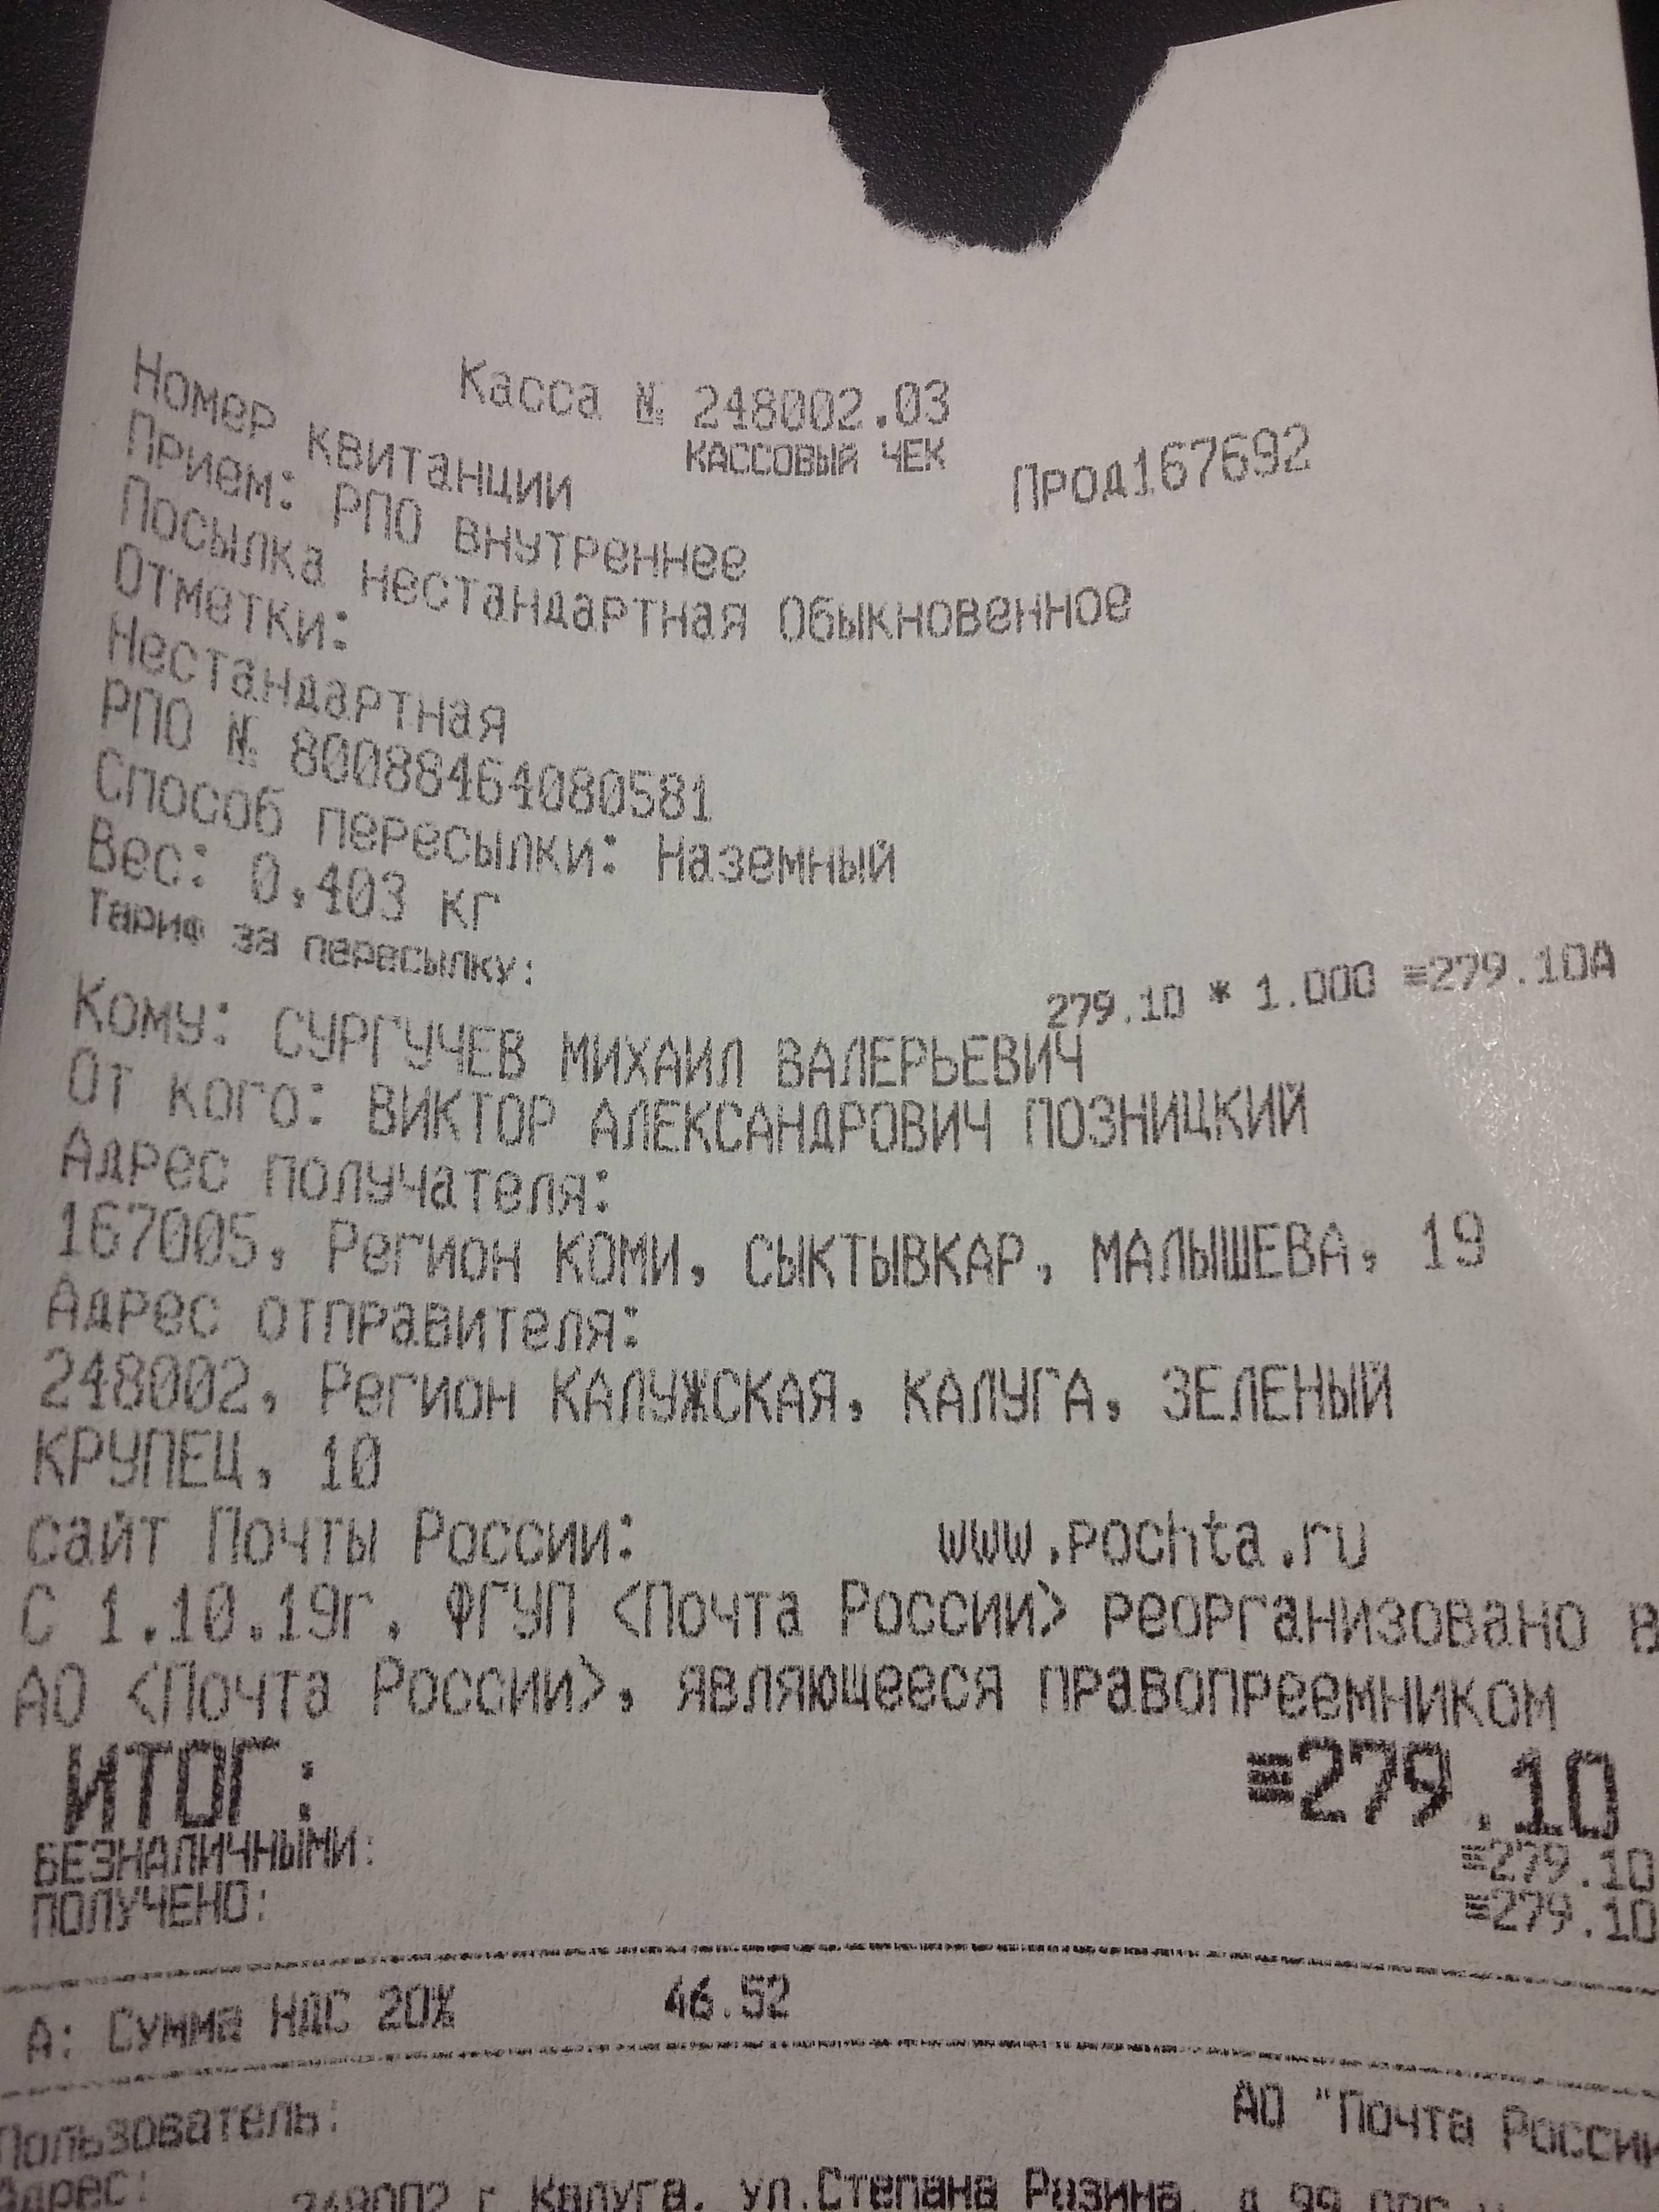 Касса № 248002.03
КАССОВЫЙ ЧЕК
Номер квитанции Прод167692
Прием: РПО внутреннее
Посылка нестандартная Обыкновенное
Отметки:
Нестандартная
РПО № 80088464080581
Способ пересылки: Наземный
Вес: 0,403 кг
Тариф за пересылку:
279.10 * 1.000 =279.10А
Кому: СУРГУЧЕВ МИХАИЛ ВАЛЕРЬЕВИЧ
От кого: ВИКТОР АЛЕКСАНДРОВИЧ ПОЗНИЦКИЙ
Адрес получателя:
167005, Регион КОМИ, СЫКТЫВКАР, МАЛЫШЕВА, 19
Адрес отправителя:
248002, Регион КАЛУЖСКАЯ, КАЛУГА, ЗЕЛЕНЫЙ
КРУПЕЦ, 10
сайт Почты России: www.pochta.ru
С 1.10.19г. ФГУП <Почта России> реорганизовано в
АО <Почта России>, являющееся правопреемником
ИТОГ: ≡279.10
БЕЗНАЛИЧНЫМИ: ≡279.10
ПОЛУЧЕНО: ≡279.10
А: Сумма НДС 20% 46.52
Пользователь: АО "Почта России
Адрес: 248002 г Калуга, ул.Степана Разина, д 99